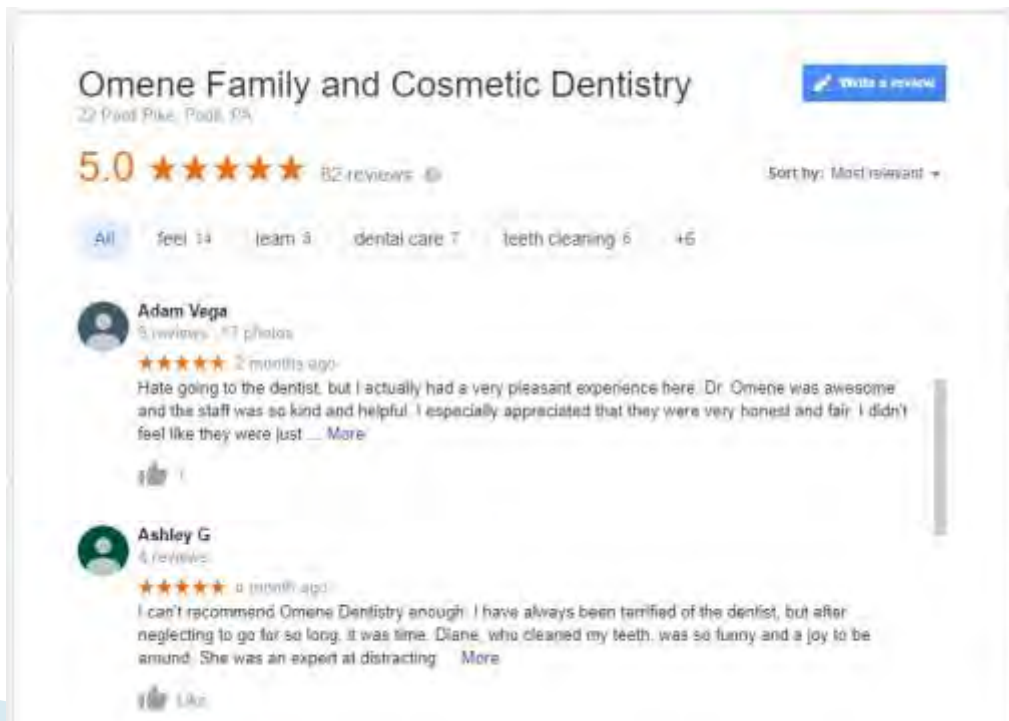 Omene Family and Cosmetic Dentistry
Write a review
22 Paoli Pike, Paoli, PA
5.0 82 reviews
Sort by: Most relevant
All feel 14 team dental care 7 teeth cleaning 6 +6
Adam Vega
reviews 17 photos
2 months ago
Hate going to the dentist, but I actually had a very pleasant experience here. Dr. Omene was awesome
and the staff was so kind and helpful. I especially appreciated that they were very honest and fair. I didn't
feel like they were just ... More
1
Ashley G
4 reviews
a month ago
I can't recommend Omene Dentistry enough. I have always been terrified of the dentist, but after
neglecting to go for so long, it was time. Diane, who cleaned my teeth, was so funny and a joy to be
around. She was an expert at distracting ... More
Like